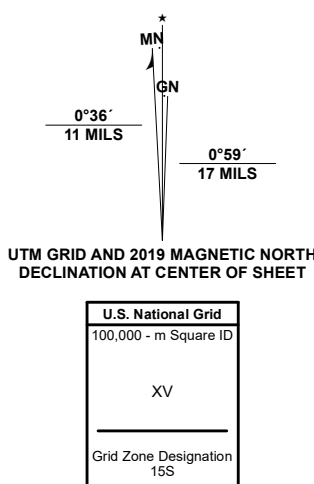 ★
MN
GN
0°36´
11 MILS
0°59´
17 MILS
UTM GRID AND 2019 MAGNETIC NORTH
DECLINATION AT CENTER OF SHEET
U.S. National Grid
100,000 - m Square ID
XV
Grid Zone Designation
15S